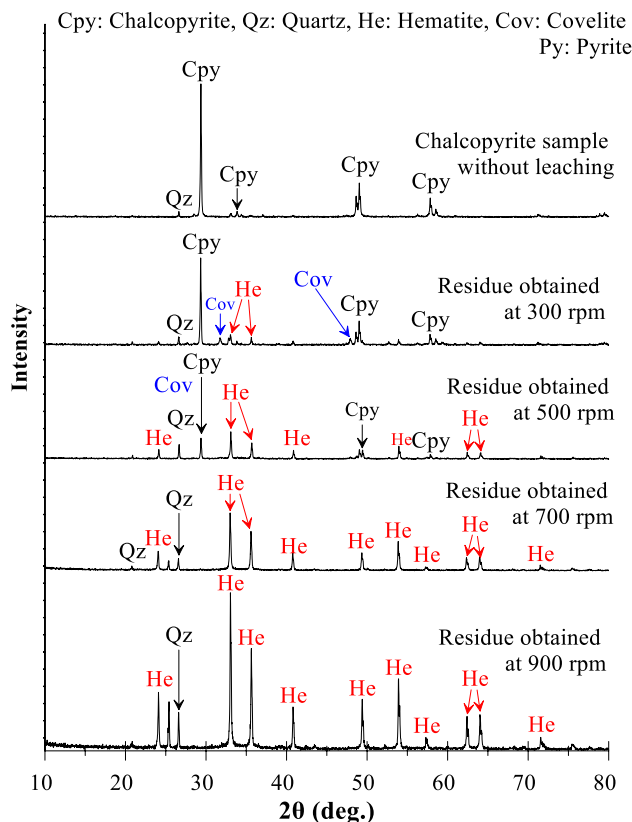 Cpy: Chalcopyrite, Qz: Quartz, He: Hematite, Cov: Covelite
Py: Pyrite
Cpy
Chalcopyrite sample
without leaching
Qz
Cpy
Cpy
Cpy
Cpy
Residue obtained
at 300 rpm
Qz
Cov
He
Cov
Cpy
Cpy
Residue obtained
at 500 rpm
Cpy
Cov
He
Qz
He
He
Cpy
He
Cpy
He
Residue obtained
at 700 rpm
He
Qz
He
Qz
He
He
He
He
He
He
Residue obtained
at 900 rpm
He
Qz
He
He
He
He
He
He
He
He
Intensity
10
20
30
40
50
60
70
80
2θ (deg.)